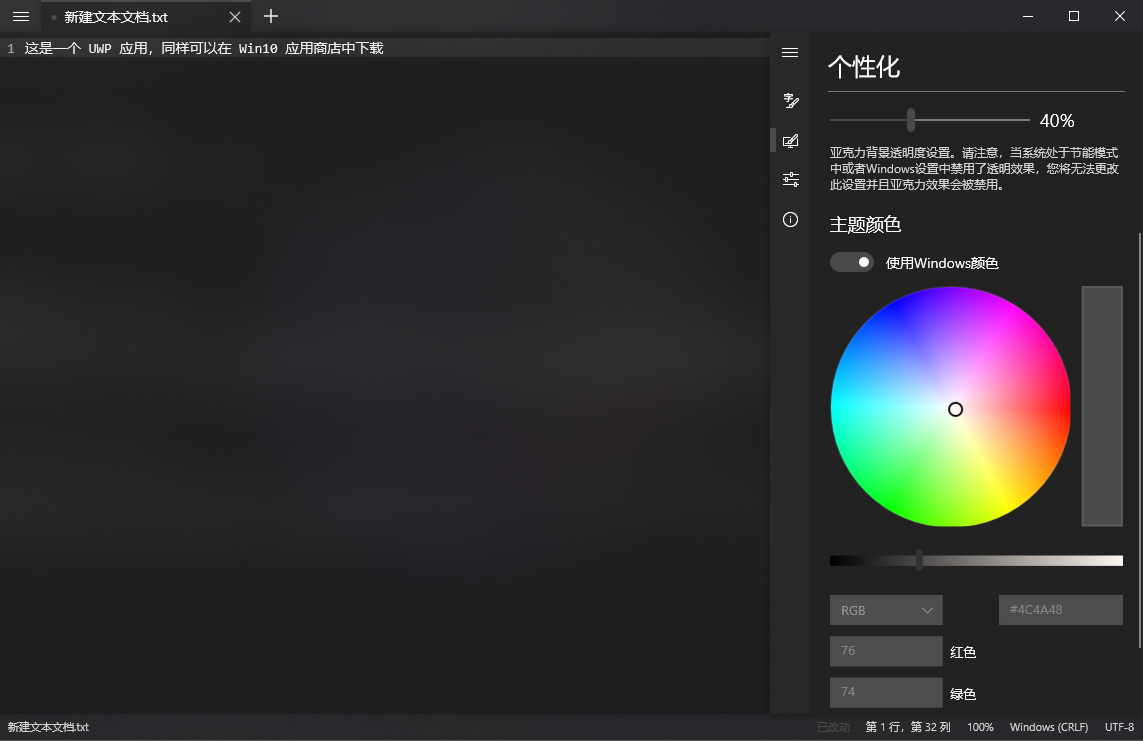 新建文本文档.txt
1 这是一个 UWP 应用，同样可以在 Win10 应用商店中下载
个性化
40%
亚克力背景透明度设置。请注意，当系统处于节能模式
中或者Windows设置中禁用了透明效果，您将无法更改
此设置并且亚克力效果会被禁用。
主题颜色
使用Windows颜色
RGB
#4C4A48
76
红色
74
绿色
新建文本文档.txt
已改动
第 1 行，第 32 列
100%
Windows (CRLF)
UTF-8